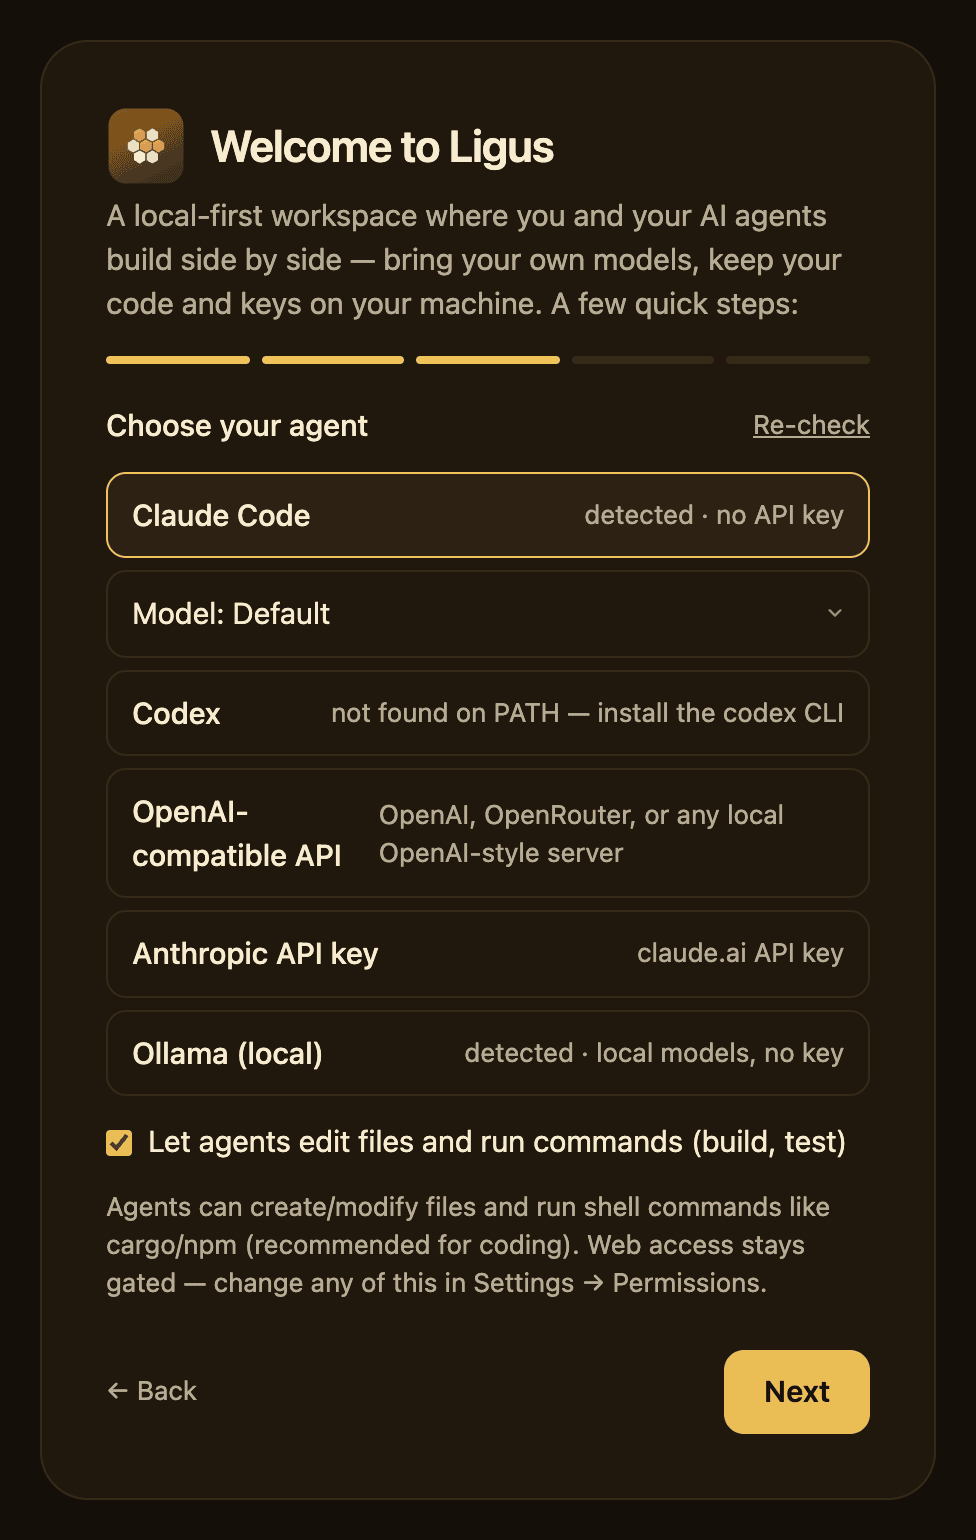 Welcome to Ligus
A local-first workspace where you and your AI agents
build side by side — bring your own models, keep your
code and keys on your machine. A few quick steps:
Choose your agent
Re-check
Claude Code
detected · no API key
Model: Default
Codex
not found on PATH — install the codex CLI
OpenAI-
compatible API
OpenAI, OpenRouter, or any local
OpenAI-style server
Anthropic API key
claude.ai API key
Ollama (local)
detected · local models, no key
Let agents edit files and run commands (build, test)
Agents can create/modify files and run shell commands like
cargo/npm (recommended for coding). Web access stays
gated — change any of this in Settings → Permissions.
← Back
Next